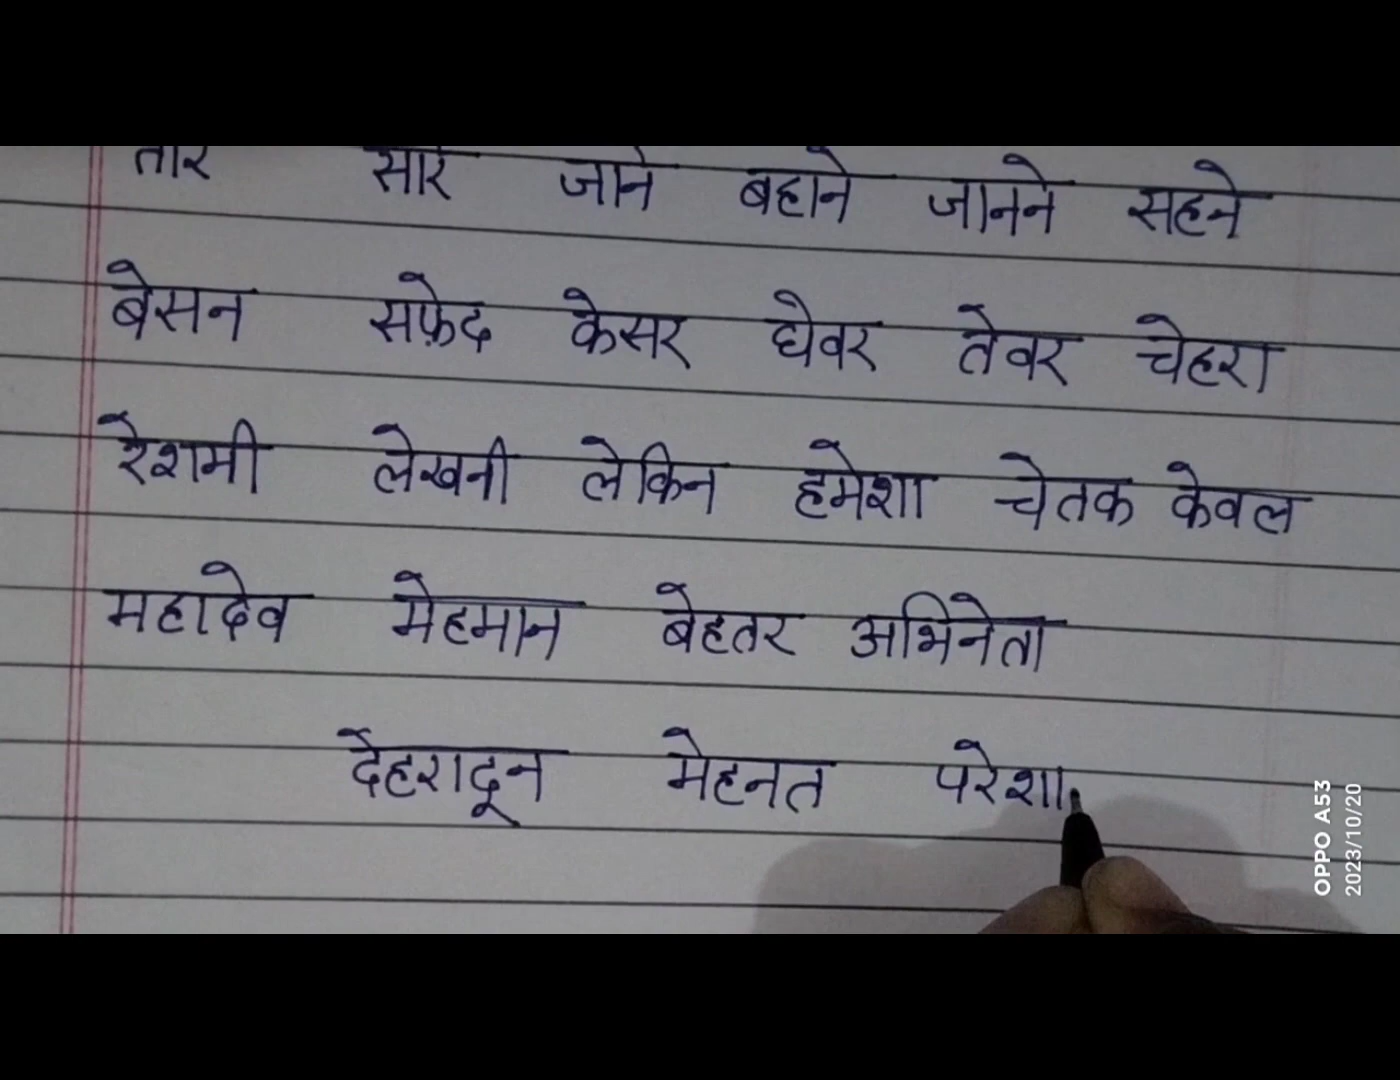 जाने बहाने जानने सहने
बेसन सफ़ेद केसर घेवर तेवर चेहरा
रेशमी लेखनी लेकिन हमेशा चेतक केवल
महादेव मेहमान बेहतर अभिनेता
देहरादून मेहनत परेशा
OPPO A53
2023/10/20